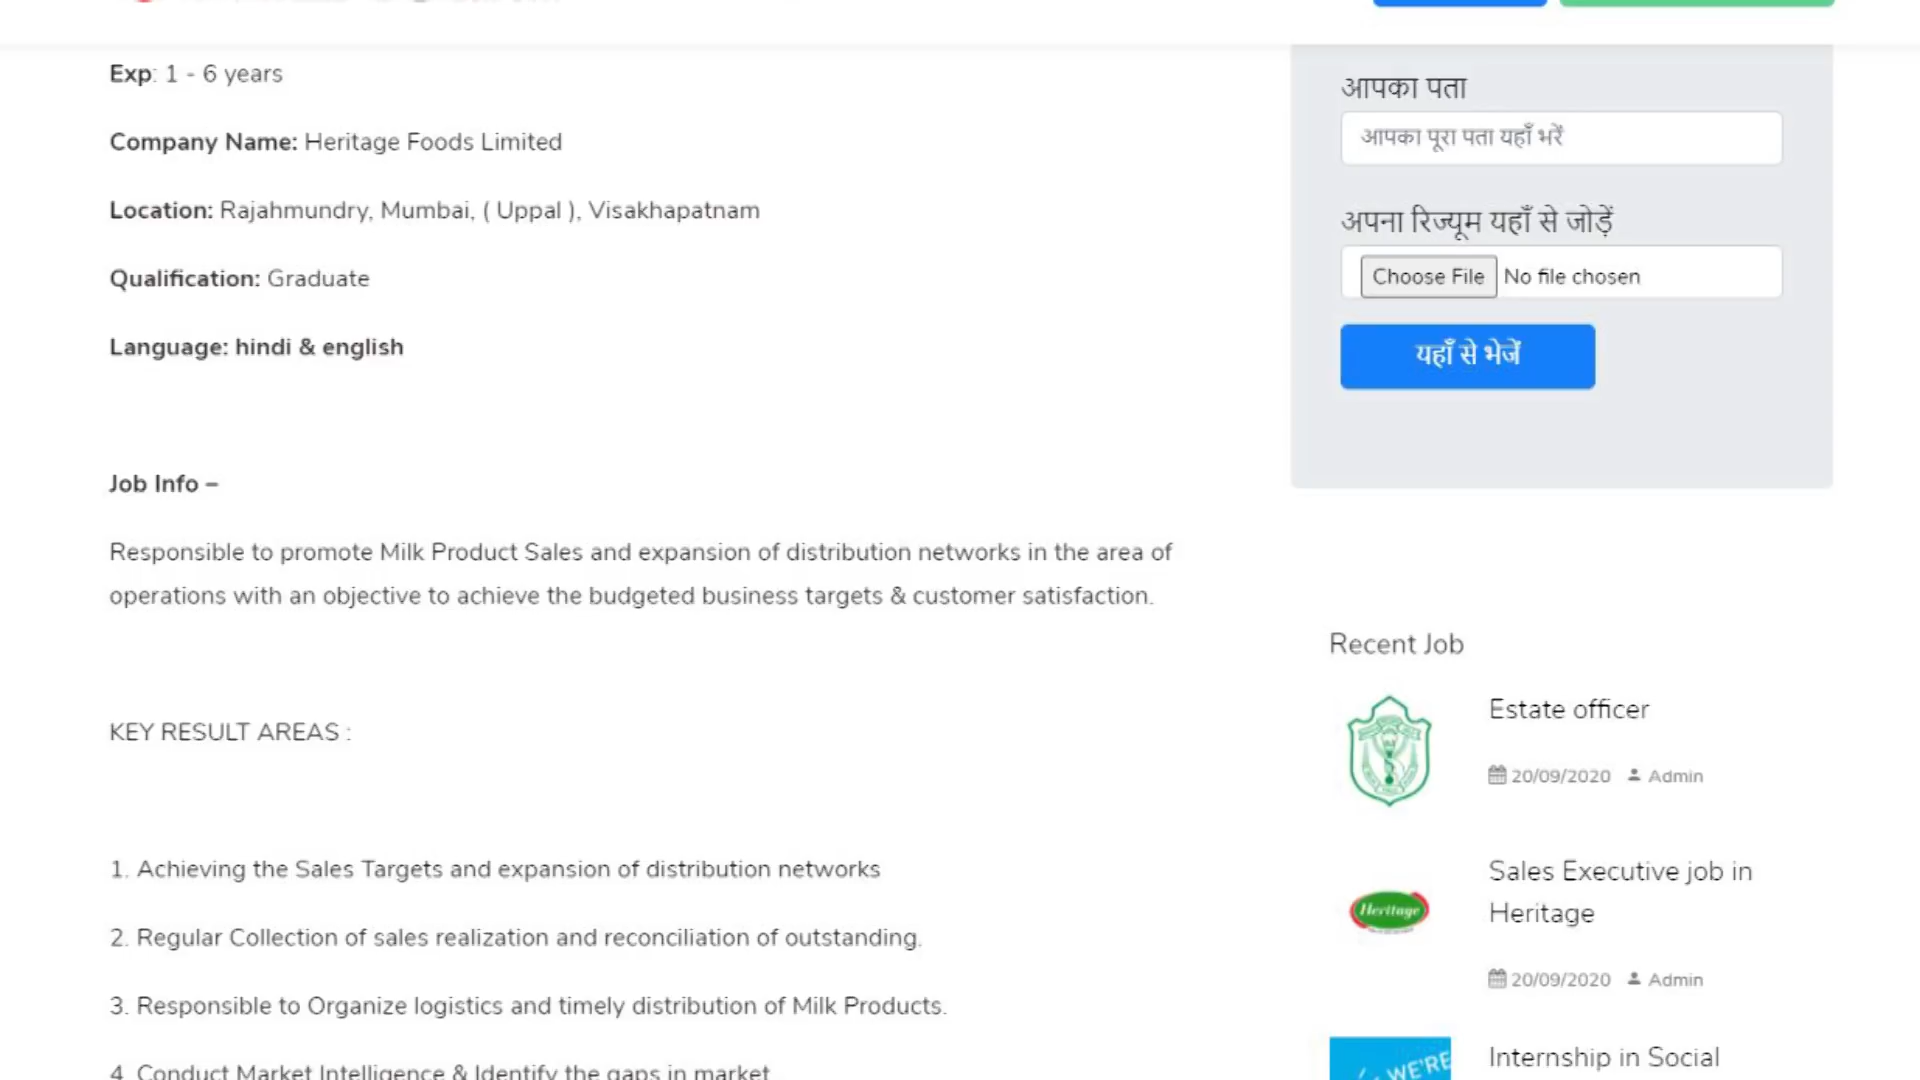 Exp: 1 - 6 years
Company Name: Heritage Foods Limited
Location: Rajahmundry, Mumbai, ( Uppal ), Visakhapatnam
Qualification: Graduate
Language: hindi & english
Job Info –
Responsible to promote Milk Product Sales and expansion of distribution networks in the area of
operations with an objective to achieve the budgeted business targets & customer satisfaction.
KEY RESULT AREAS :
1. Achieving the Sales Targets and expansion of distribution networks
2. Regular Collection of sales realization and reconciliation of outstanding.
3. Responsible to Organize logistics and timely distribution of Milk Products.
4. Conduct Market Intelligence & Identify the gaps in market
आपका पता
आपका पूरा पता यहाँ भरें
अपना रिज्यूम यहाँ से जोड़ें
Choose File No file chosen
यहाँ से भेजें
Recent Job
Estate officer
20/09/2020 Admin
Heritage
Sales Executive job in
Heritage
20/09/2020 Admin
WE'RE
Internship in Social